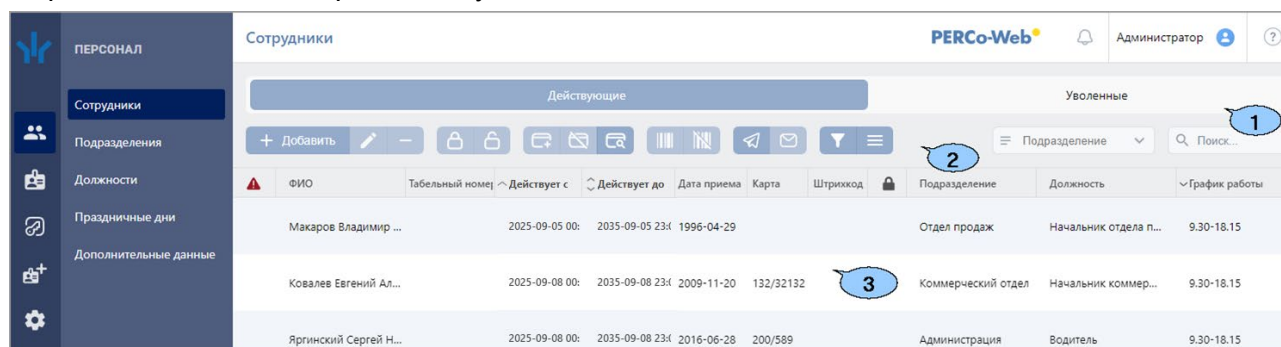 ПЕРСОНАЛ
Сотрудники
PERCo-Web
Администратор
?
Действующие
Уволенные
1
Сотрудники
Подразделения
Должности
Праздничные дни
Дополнительные данные
+ Добавить
2
Подразделение
Поиск...
ФИО Табельный номер Действует с Действует до Дата приема Карта Штрихкод Подразделение Должность График работы
Макаров Владимир ... 2025-09-05 00: 2035-09-05 23:( 1996-04-29 Отдел продаж Начальник отдела п... 9.30-18.15
Ковалев Евгений Ал... 2025-09-08 00: 2035-09-08 23:( 2009-11-20 132/32132 3 Коммерческий отдел Начальник коммер... 9.30-18.15
Яргинский Сергей Н... 2025-09-08 00: 2035-09-08 23:( 2016-06-28 200/589 Администрация Водитель 9.30-18.15